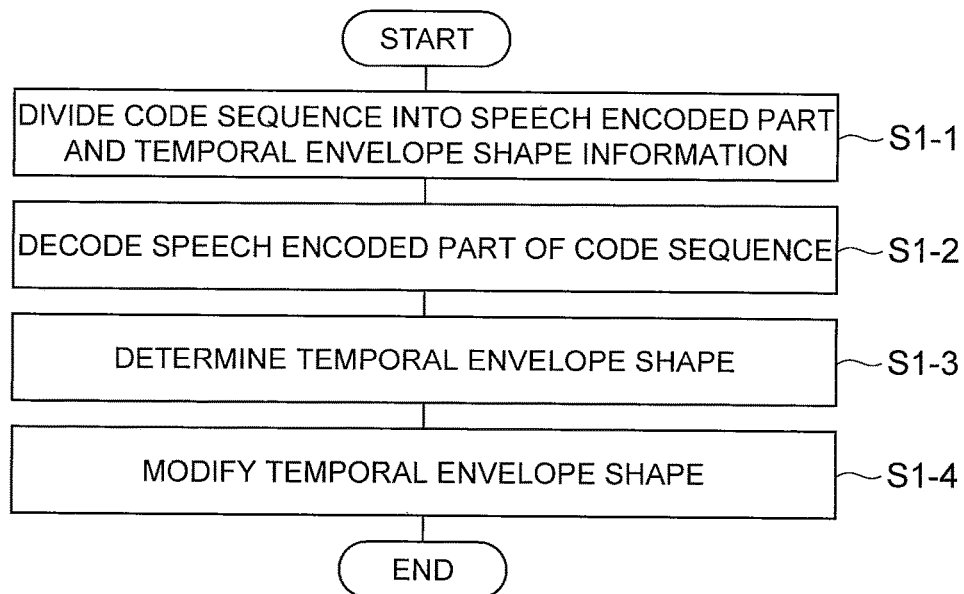 START
DIVIDE CODE SEQUENCE INTO SPEECH ENCODED PART
AND TEMPORAL ENVELOPE SHAPE INFORMATION
S1-1
DECODE SPEECH ENCODED PART OF CODE SEQUENCE
S1-2
DETERMINE TEMPORAL ENVELOPE SHAPE
S1-3
MODIFY TEMPORAL ENVELOPE SHAPE
S1-4
END